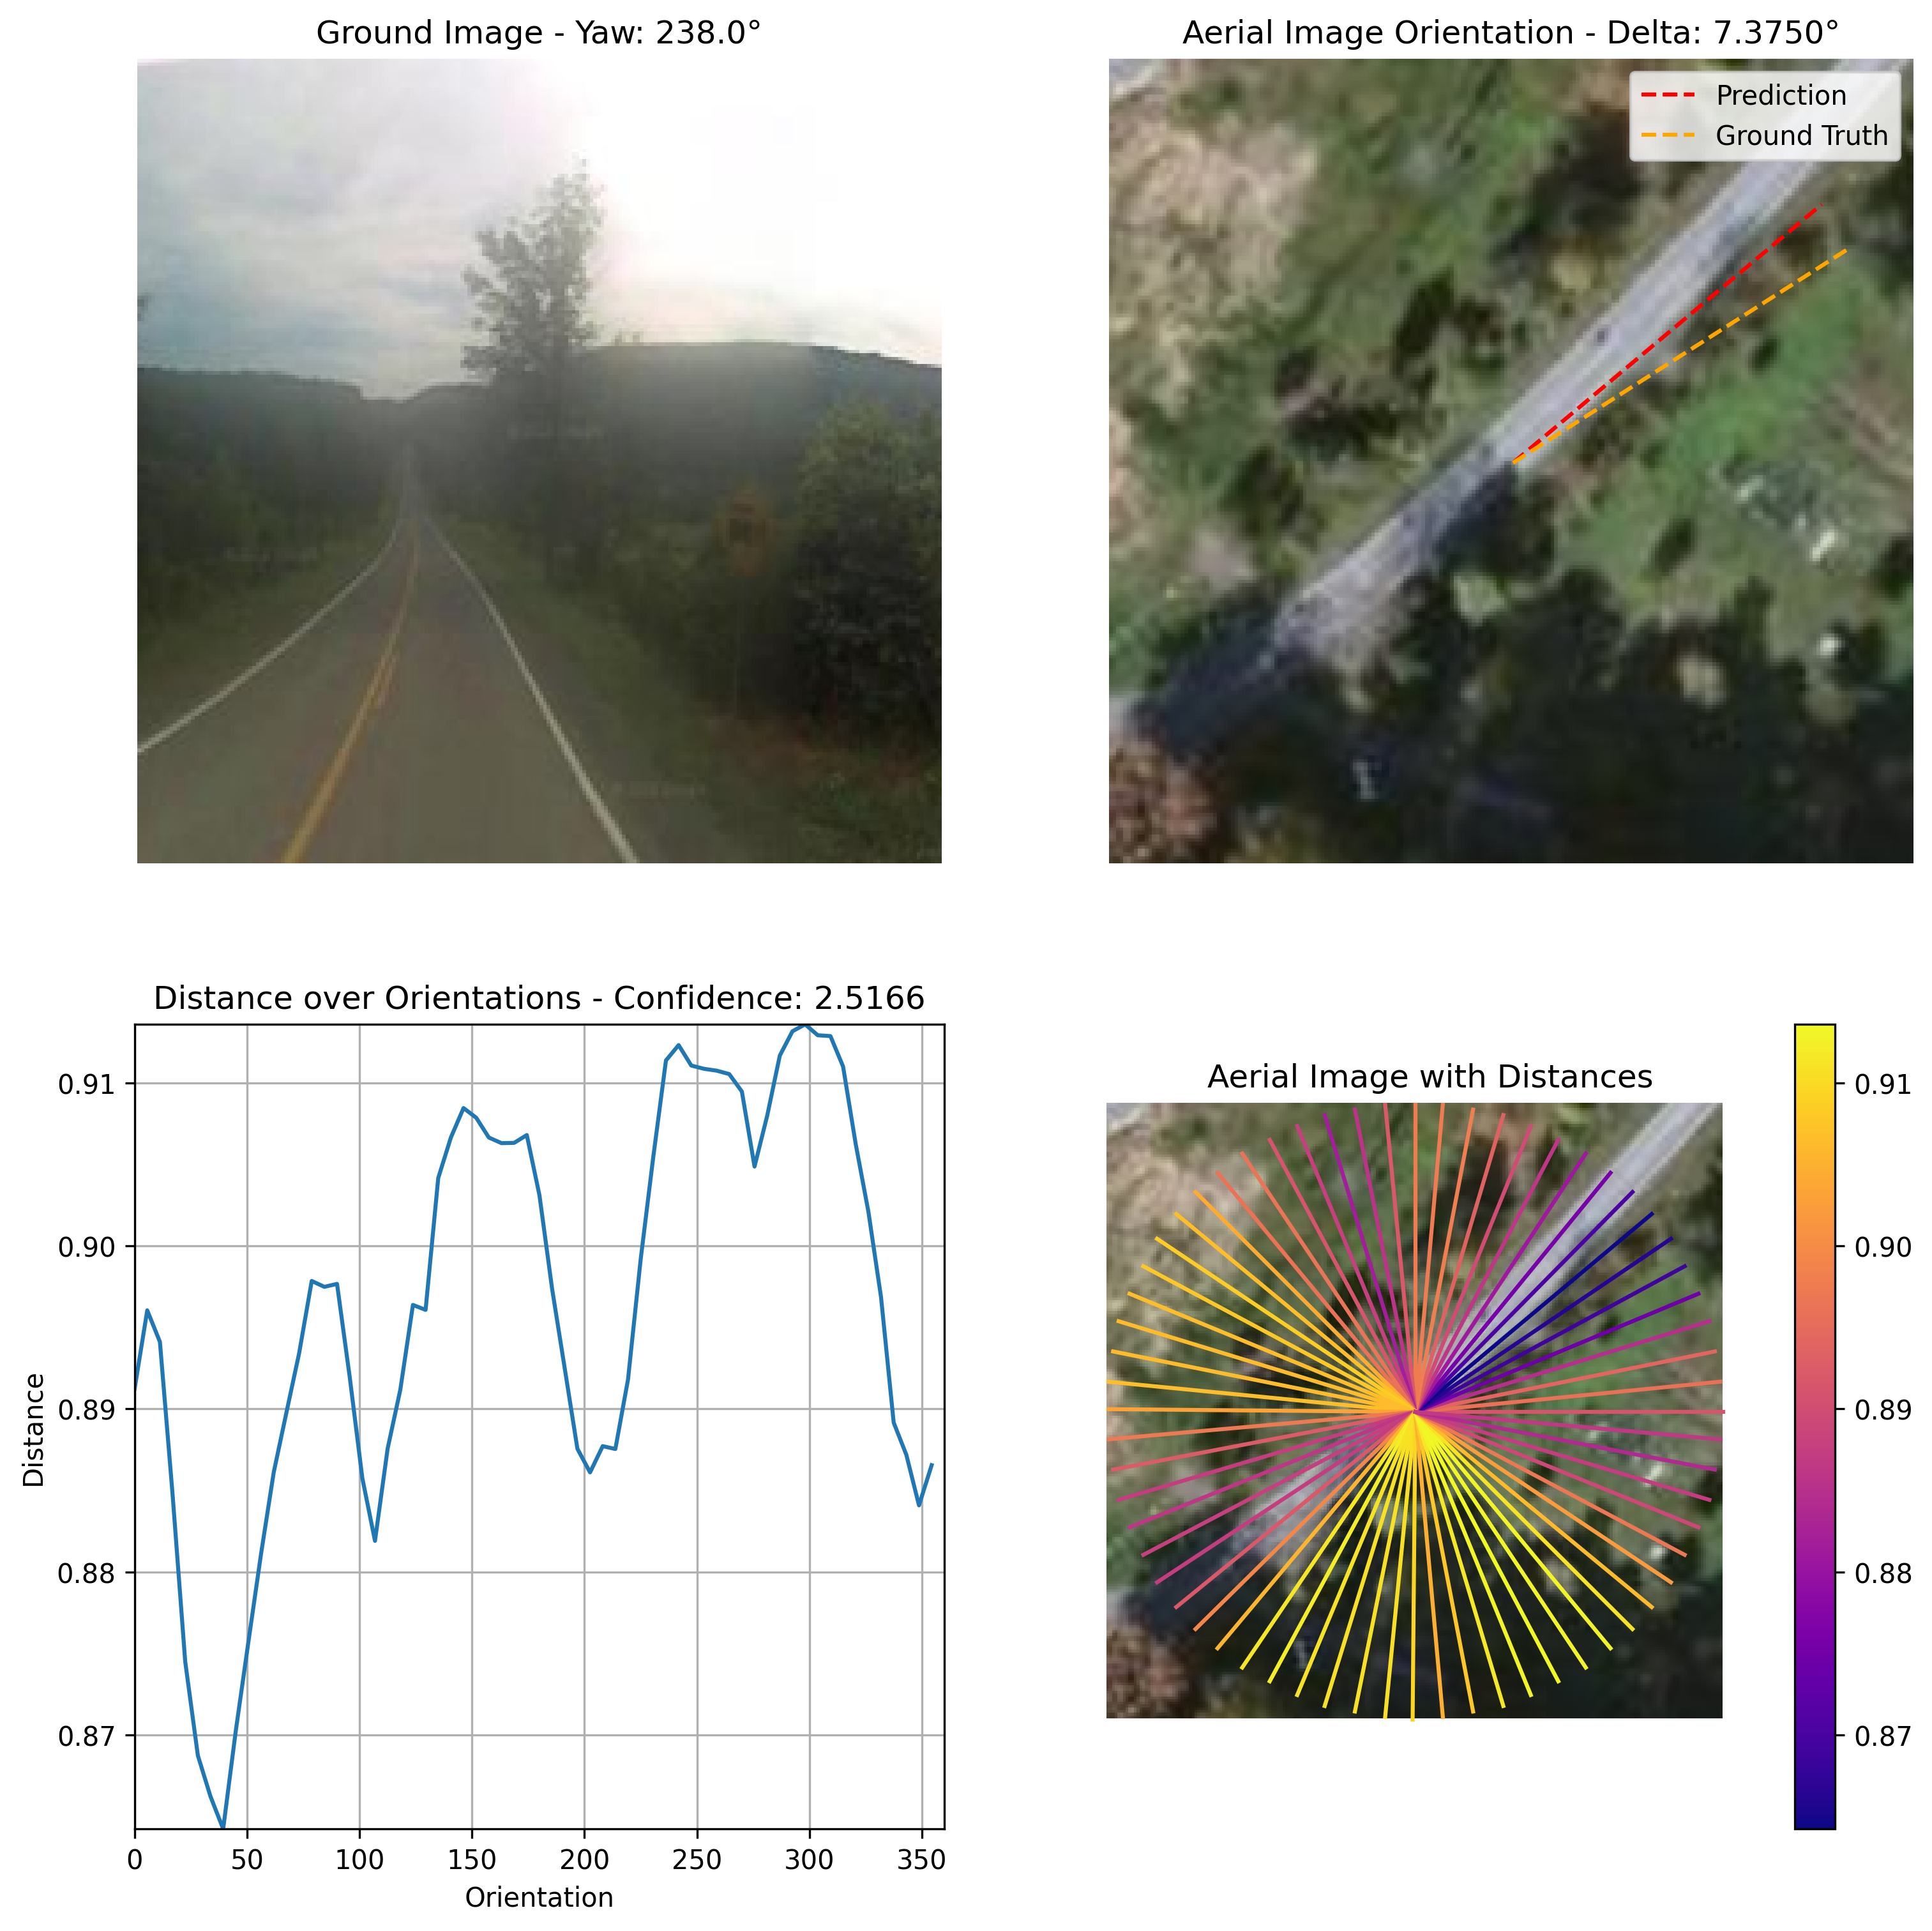 Ground Image - Yaw: 238.0°
Aerial Image Orientation - Delta: 7.3750°
Prediction
Ground Truth
Distance over Orientations - Confidence: 2.5166
Distance
0.91
0.90
0.89
0.88
0.87
0
50
100
150
200
250
300
350
Orientation
Aerial Image with Distances
0.91
0.90
0.89
0.88
0.87